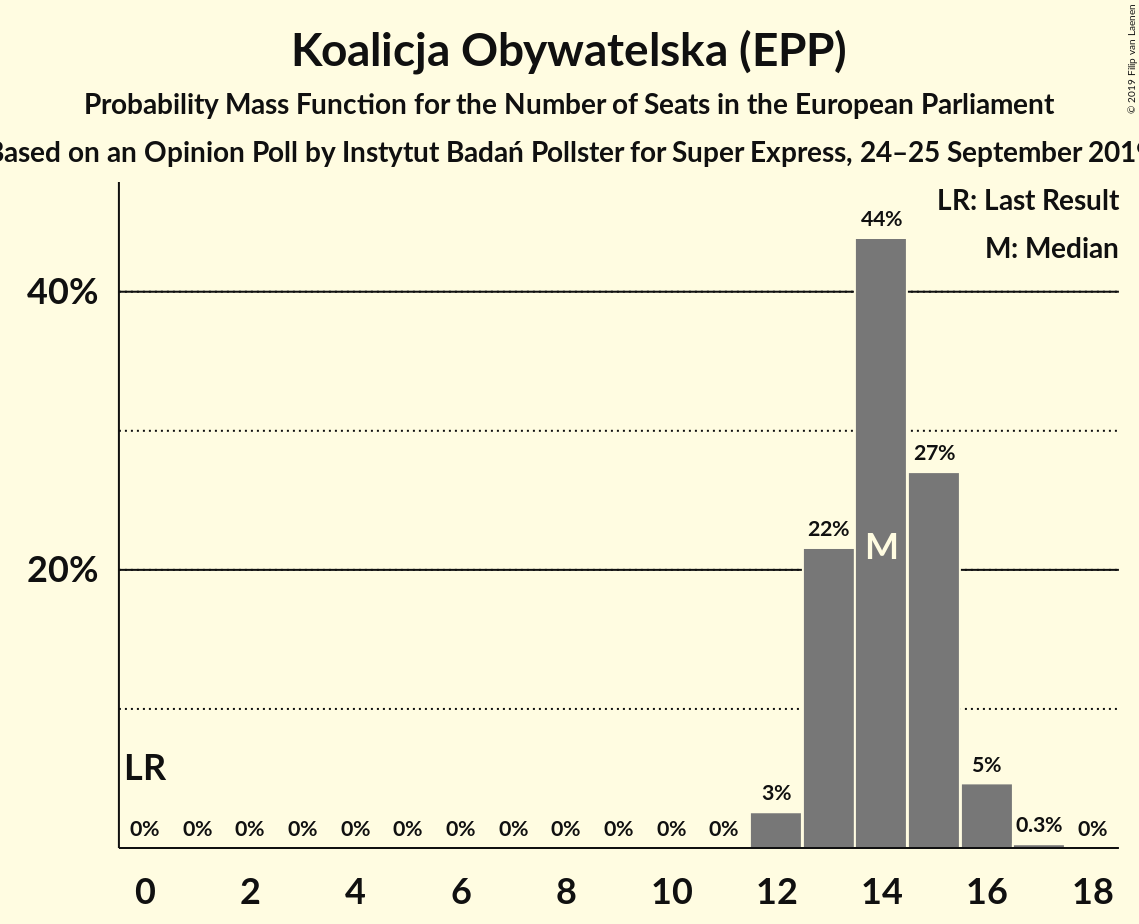 Koalicja Obywatelska (EPP)
Probability Mass Function for the Number of Seats in the European Parliament
Based on an Opinion Poll by Instytut Badań Pollster for Super Express, 24–25 September 2019
© 2019 Filip van Laenen
LR: Last Result
M: Median
40%
20%
44%
27%
22%
M
LR
5%
3%
0% 0% 0% 0% 0% 0% 0% 0% 0% 0% 0% 0% 0.3% 0%
0 2 4 6 8 10 12 14 16 18